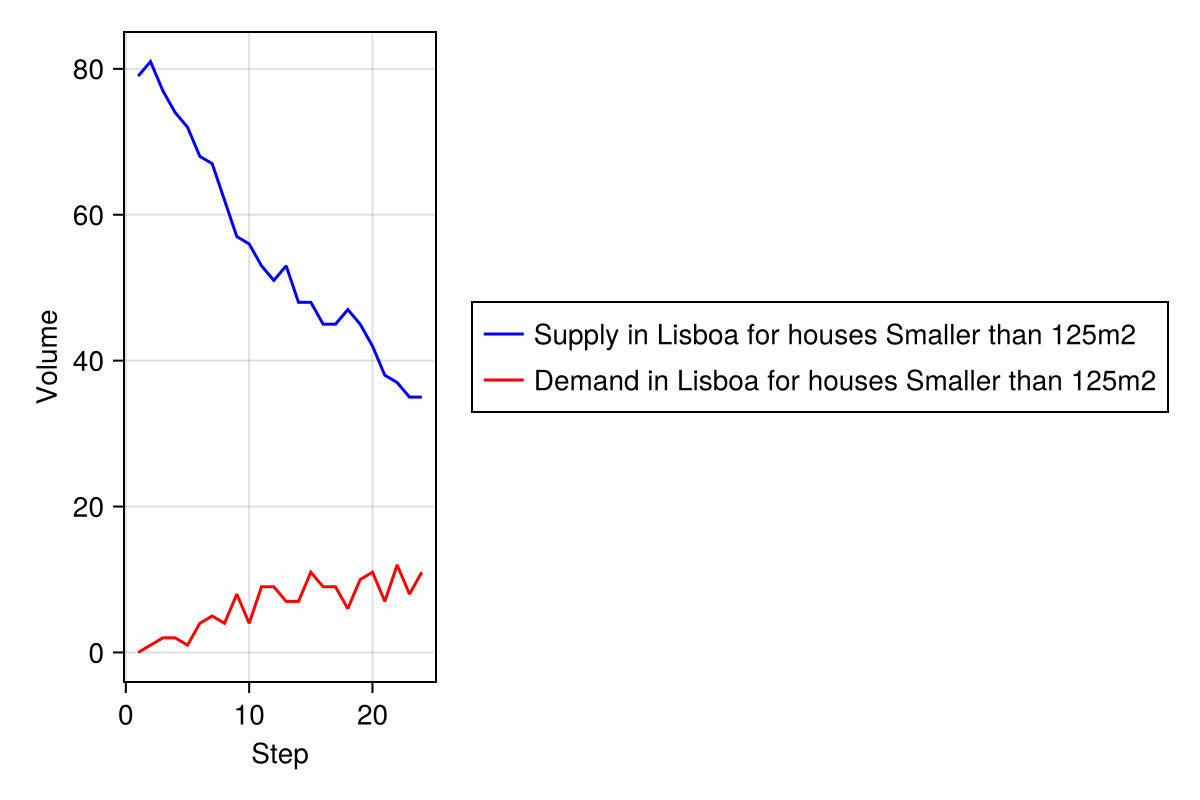 80
60
40
20
0
Volume
0 10 20
Step
Supply in Lisboa for houses Smaller than 125m2
Demand in Lisboa for houses Smaller than 125m2